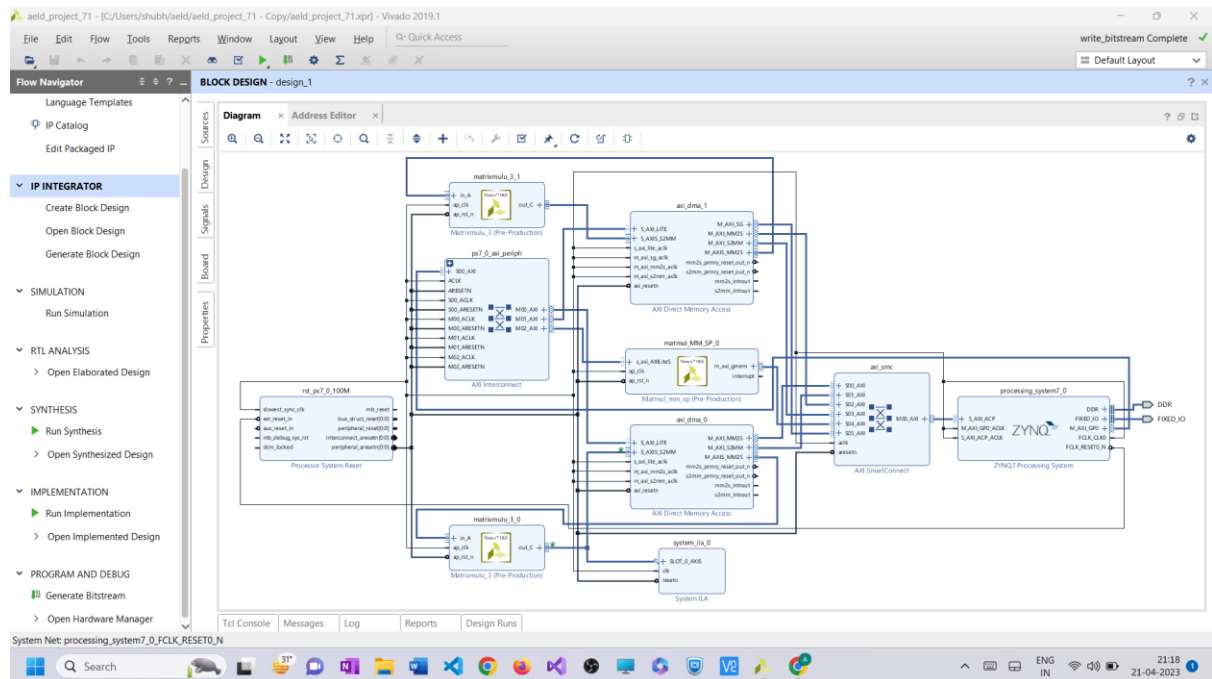 aeld_project_71 - [C:/Users/shubh/aeld/aeld_project_71 - Copy/aeld_project_71.xpr] - Vivado 2019.1
File Edit Flow Tools Reports Window Layout View Help Q- Quick Access
write_bitstream Complete
Default Layout
Flow Navigator
BLOCK DESIGN - design_1
Language Templates
IP Catalog
Edit Packaged IP
IP INTEGRATOR
Create Block Design
Open Block Design
Generate Block Design
SIMULATION
Run Simulation
RTL ANALYSIS
Open Elaborated Design
SYNTHESIS
Run Synthesis
Open Synthesized Design
IMPLEMENTATION
Run Implementation
Open Implemented Design
PROGRAM AND DEBUG
Generate Bitstream
Open Hardware Manager
Sources
Design
Signals
Board
Properties
Diagram
Address Editor
matrixmulu_3_1
in_A
ap_clk
ap_rst_n
out_C
Matrixmulu_3 (Pre-Production)
ps7_0_axi_periph
S00_AXI
ACLK
ARESETN
S00_ACLK
S00_ARESETN
M00_ACLK
M00_ARESETN
M01_ACLK
M01_ARESETN
M02_ACLK
M02_ARESETN
M00_AXI
M01_AXI
M02_AXI
AXI Interconnect
rst_ps7_0_100M
slowest_sync_clk
ext_reset_in
aux_reset_in
mb_debug_sys_rst
dcm_locked
mb_reset
bus_struct_reset[0:0]
peripheral_reset[0:0]
interconnect_aresetn[0:0]
peripheral_aresetn[0:0]
Processor System Reset
matrixmulu_3_0
in_A
ap_clk
ap_rst_n
out_C
Matrixmulu_3 (Pre-Production)
axi_dma_1
S_AXI_LITE
S_AXIS_S2MM
s_axi_lite_aclk
m_axi_sg_aclk
m_axi_mm2s_aclk
m_axi_s2mm_aclk
axi_resetn
M_AXI_SG
M_AXI_MM2S
M_AXI_S2MM
M_AXIS_MM2S
mm2s_prmry_reset_out_n
s2mm_prmry_reset_out_n
mm2s_introut
s2mm_introut
AXI Direct Memory Access
matmul_MM_SP_0
s_axi_AXILiteS
ap_clk
ap_rst_n
m_axi_gmem
interrupt
Matmul_mm_sp (Pre-Production)
axi_dma_0
S_AXI_LITE
S_AXIS_S2MM
s_axi_lite_aclk
m_axi_mm2s_aclk
m_axi_s2mm_aclk
axi_resetn
M_AXI_MM2S
M_AXI_S2MM
M_AXIS_MM2S
mm2s_prmry_reset_out_n
s2mm_prmry_reset_out_n
mm2s_introut
s2mm_introut
AXI Direct Memory Access
system_ila_0
SLOT_0_AXIS
clk
resetn
System ILA
axi_smc
S00_AXI
S01_AXI
S02_AXI
S03_AXI
S04_AXI
S05_AXI
aclk
aresetn
M00_AXI
AXI SmartConnect
processing_system7_0
S_AXI_ACP
M_AXI_GP0_ACLK
S_AXI_ACP_ACLK
ZYNQ
DDR
FIXED_IO
M_AXI_GP0
FCLK_CLK0
FCLK_RESET0_N
ZYNQ7 Processing System
DDR
FIXED_IO
Tcl Console Messages Log Reports Design Runs
System Net: processing_system7_0_FCLK_RESET0_N
Search
31°
ENG
IN
21:18
21-04-2023